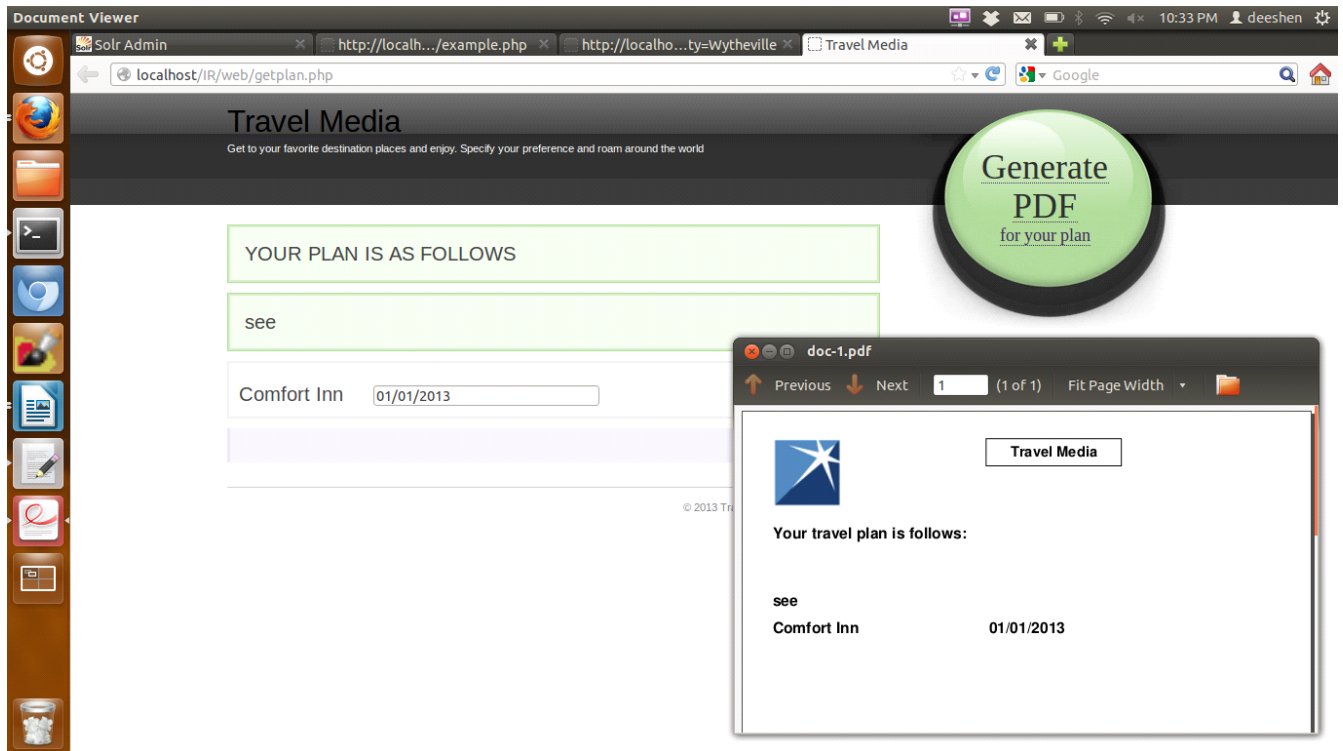 Document Viewer
10:33 PM deeshen
Solr Admin
http://localh.../example.php
http://localho...ty=Wytheville
Travel Media
localhost/IR/web/getplan.php
Google
Travel Media
Get to your favorite destination places and enjoy. Specify your preference and roam around the world
Generate
PDF
for your plan
YOUR PLAN IS AS FOLLOWS
see
Comfort Inn 01/01/2013
© 2013 Tr
doc-1.pdf
Previous Next 1 (1 of 1) Fit Page Width
Travel Media
Your travel plan is follows:
see
Comfort Inn 01/01/2013